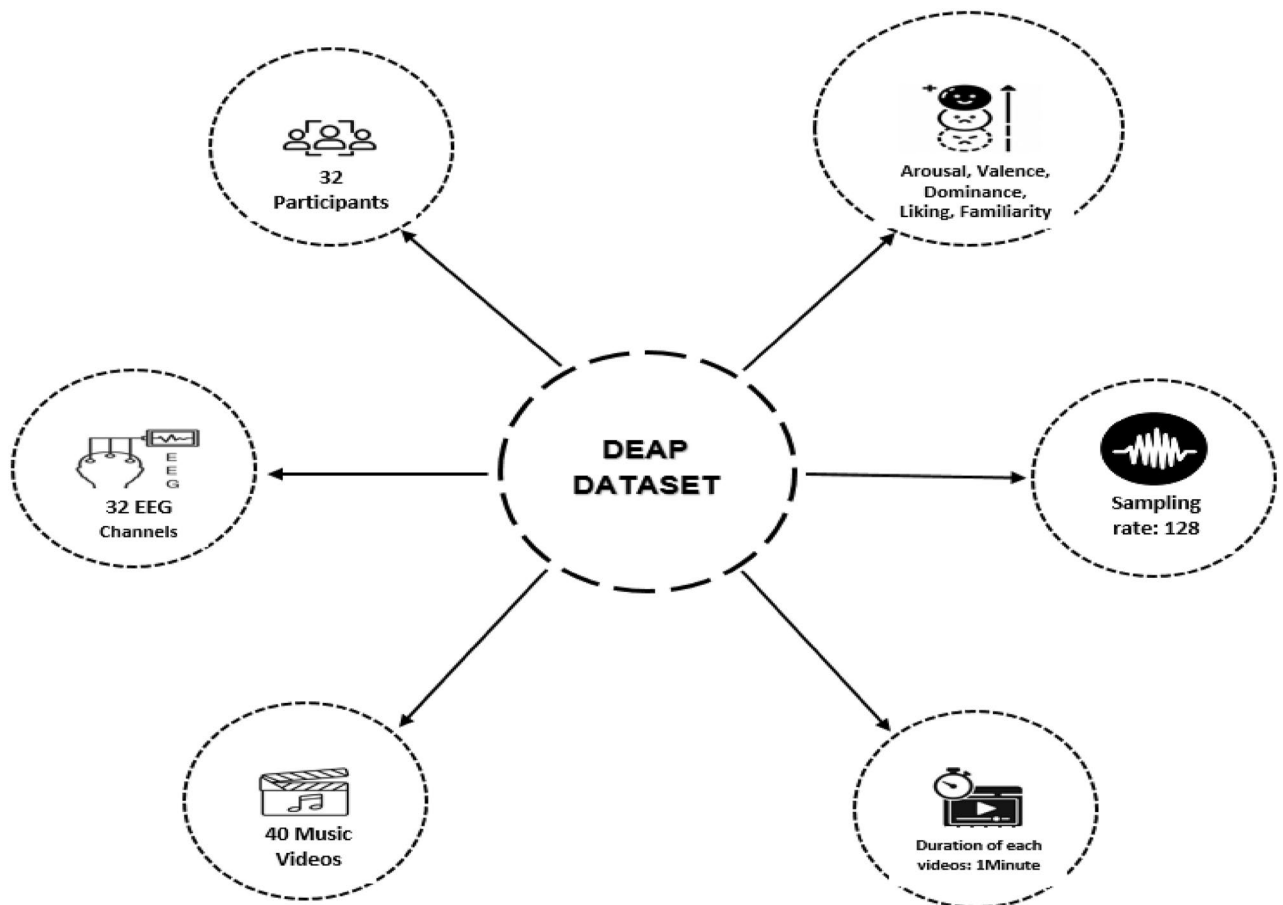 32
Participants
Arousal, Valence,
Dominance,
Liking, Familiarity
E
E
G
32 EEG
Channels
DEAP
DATASET
Sampling
rate: 128
40 Music
Videos
Duration of each
videos: 1Minute